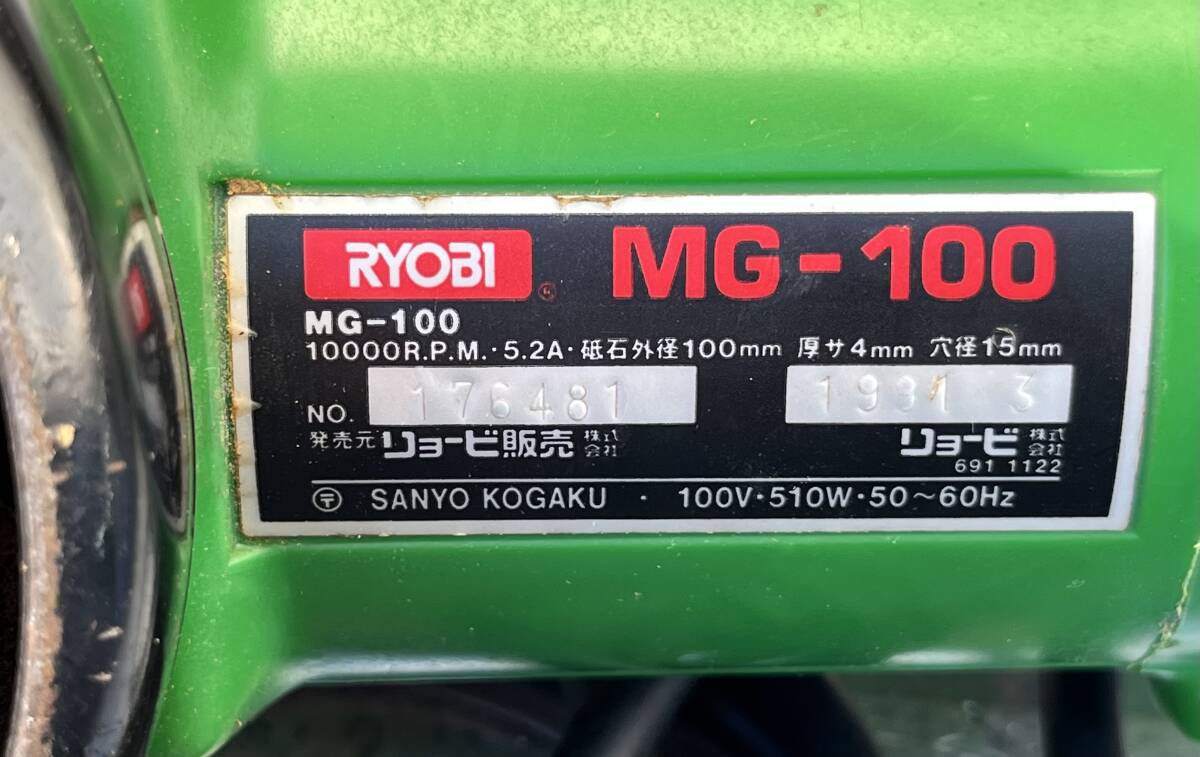 RYOBI MG-100
MG-100
10000R.P.M.・5.2A・砥石外径100mm 厚サ4mm 穴径15mm
NO. 176481
発売元 リョービ販売 株式会社 リョービ 株式会社
691 1122
〶 SANYO KOGAKU ・ 100V・510W・50〜60Hz